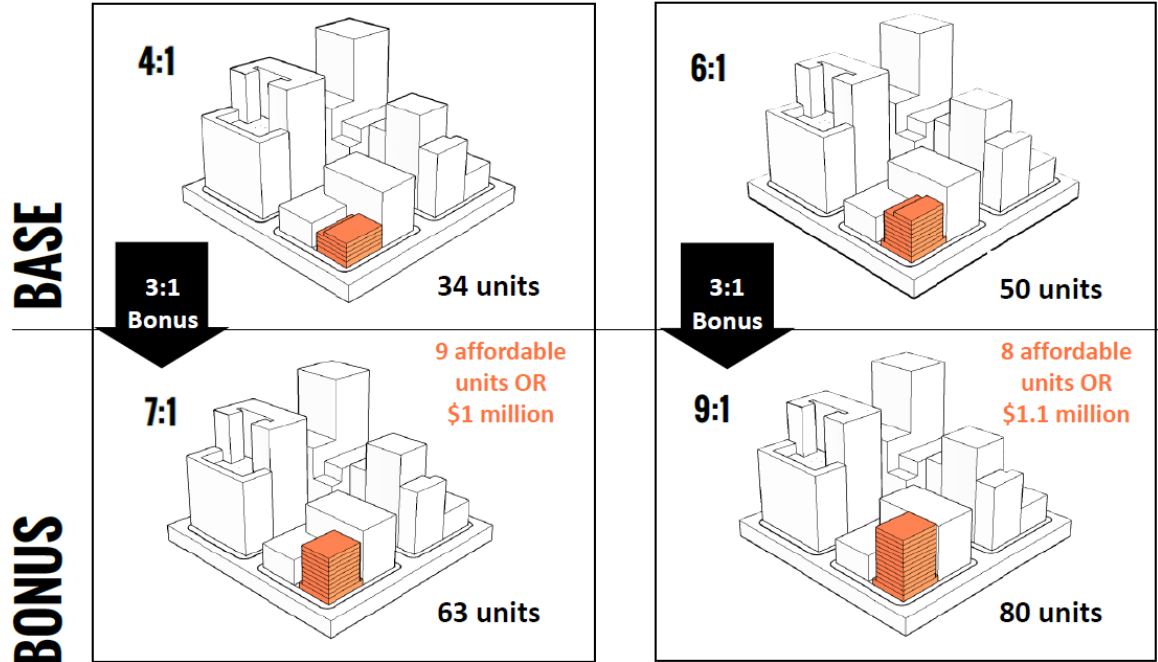 BASE
4:1
34 units
6:1
50 units
3:1
Bonus
3:1
Bonus
BONUS
7:1
9 affordable
units OR
$1 million
63 units
9:1
8 affordable
units OR
$1.1 million
80 units